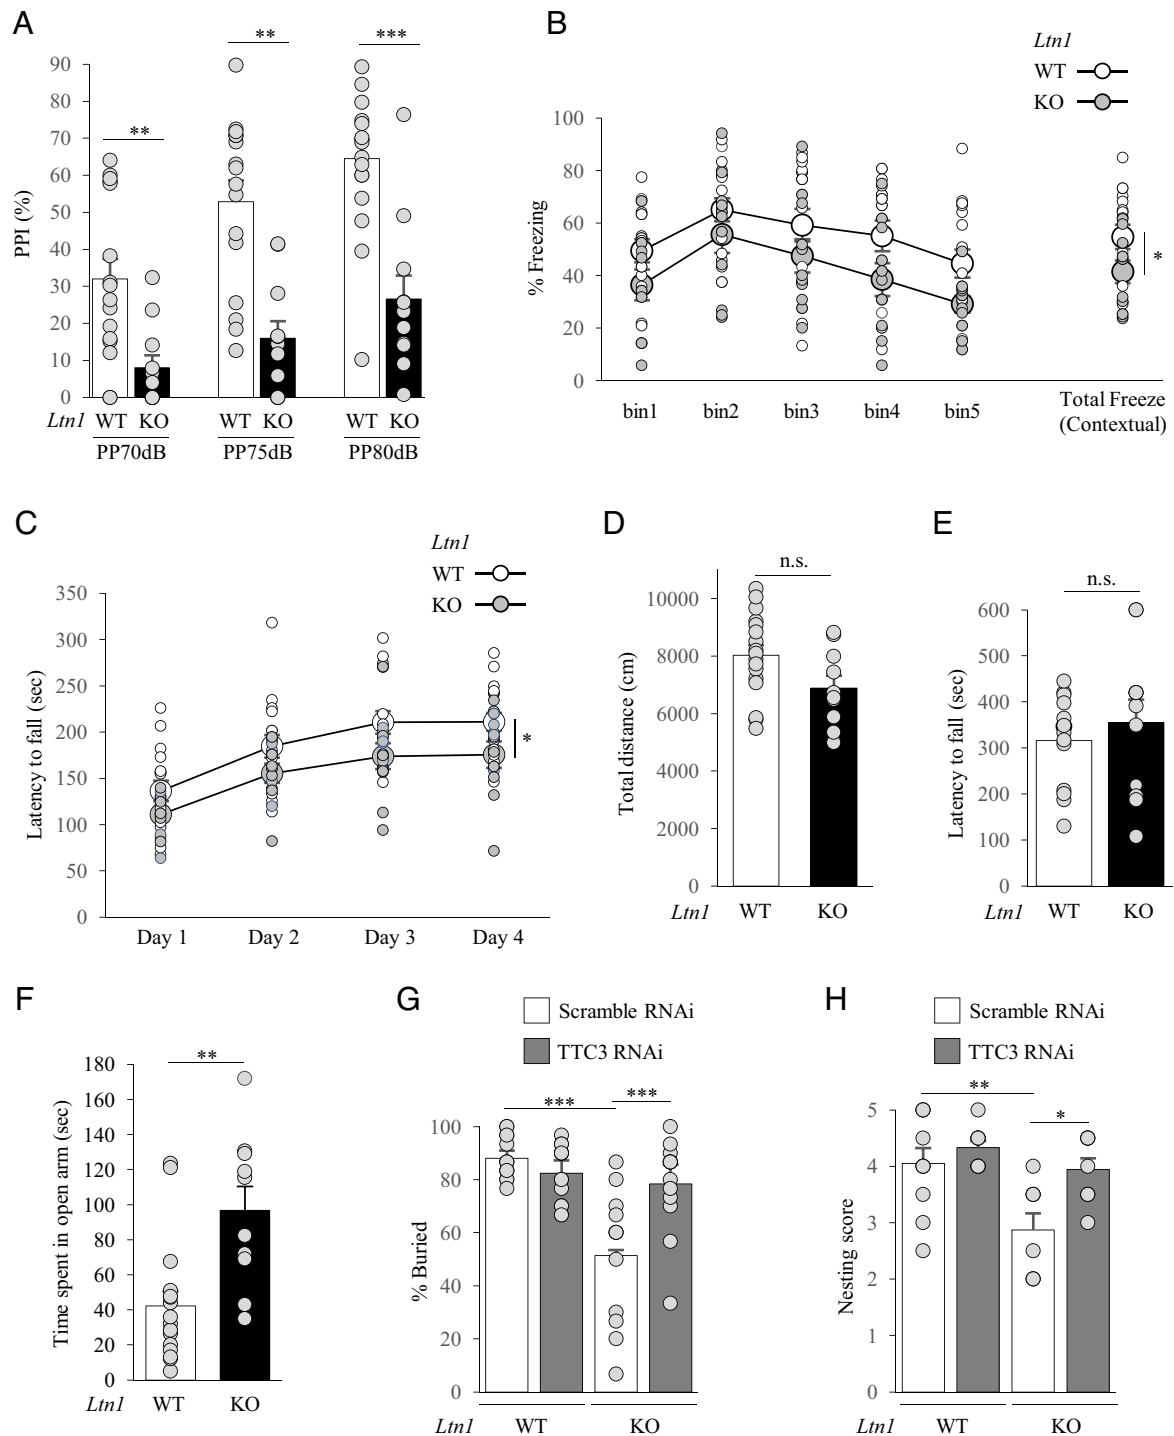 A
** ** ***
90
80
70
60
50
40
30
20
10
0
PPI (%)
Ltn1 WT KO WT KO WT KO
PP70dB PP75dB PP80dB
B
Ltn1
WT
KO
100
80
60
40
20
0
% Freezing
*
bin1 bin2 bin3 bin4 bin5
Total Freeze
(Contextual)
C
Ltn1
WT
KO
350
300
250
200
150
100
50
0
Latency to fall (sec)
*
Day 1 Day 2 Day 3 Day 4
D
n.s.
10000
8000
6000
4000
2000
0
Total distance (cm)
Ltn1 WT KO
E
n.s.
600
500
400
300
200
100
0
Latency to fall (sec)
Ltn1 WT KO
F
**
180
160
140
120
100
80
60
40
20
0
Time spent in open arm (sec)
Ltn1 WT KO
G
Scramble RNAi
TTC3 RNAi
*** ***
100
80
60
40
20
0
% Buried
Ltn1 WT KO
H
Scramble RNAi
TTC3 RNAi
**
*
5
4
3
2
1
0
Nesting score
Ltn1 WT KO